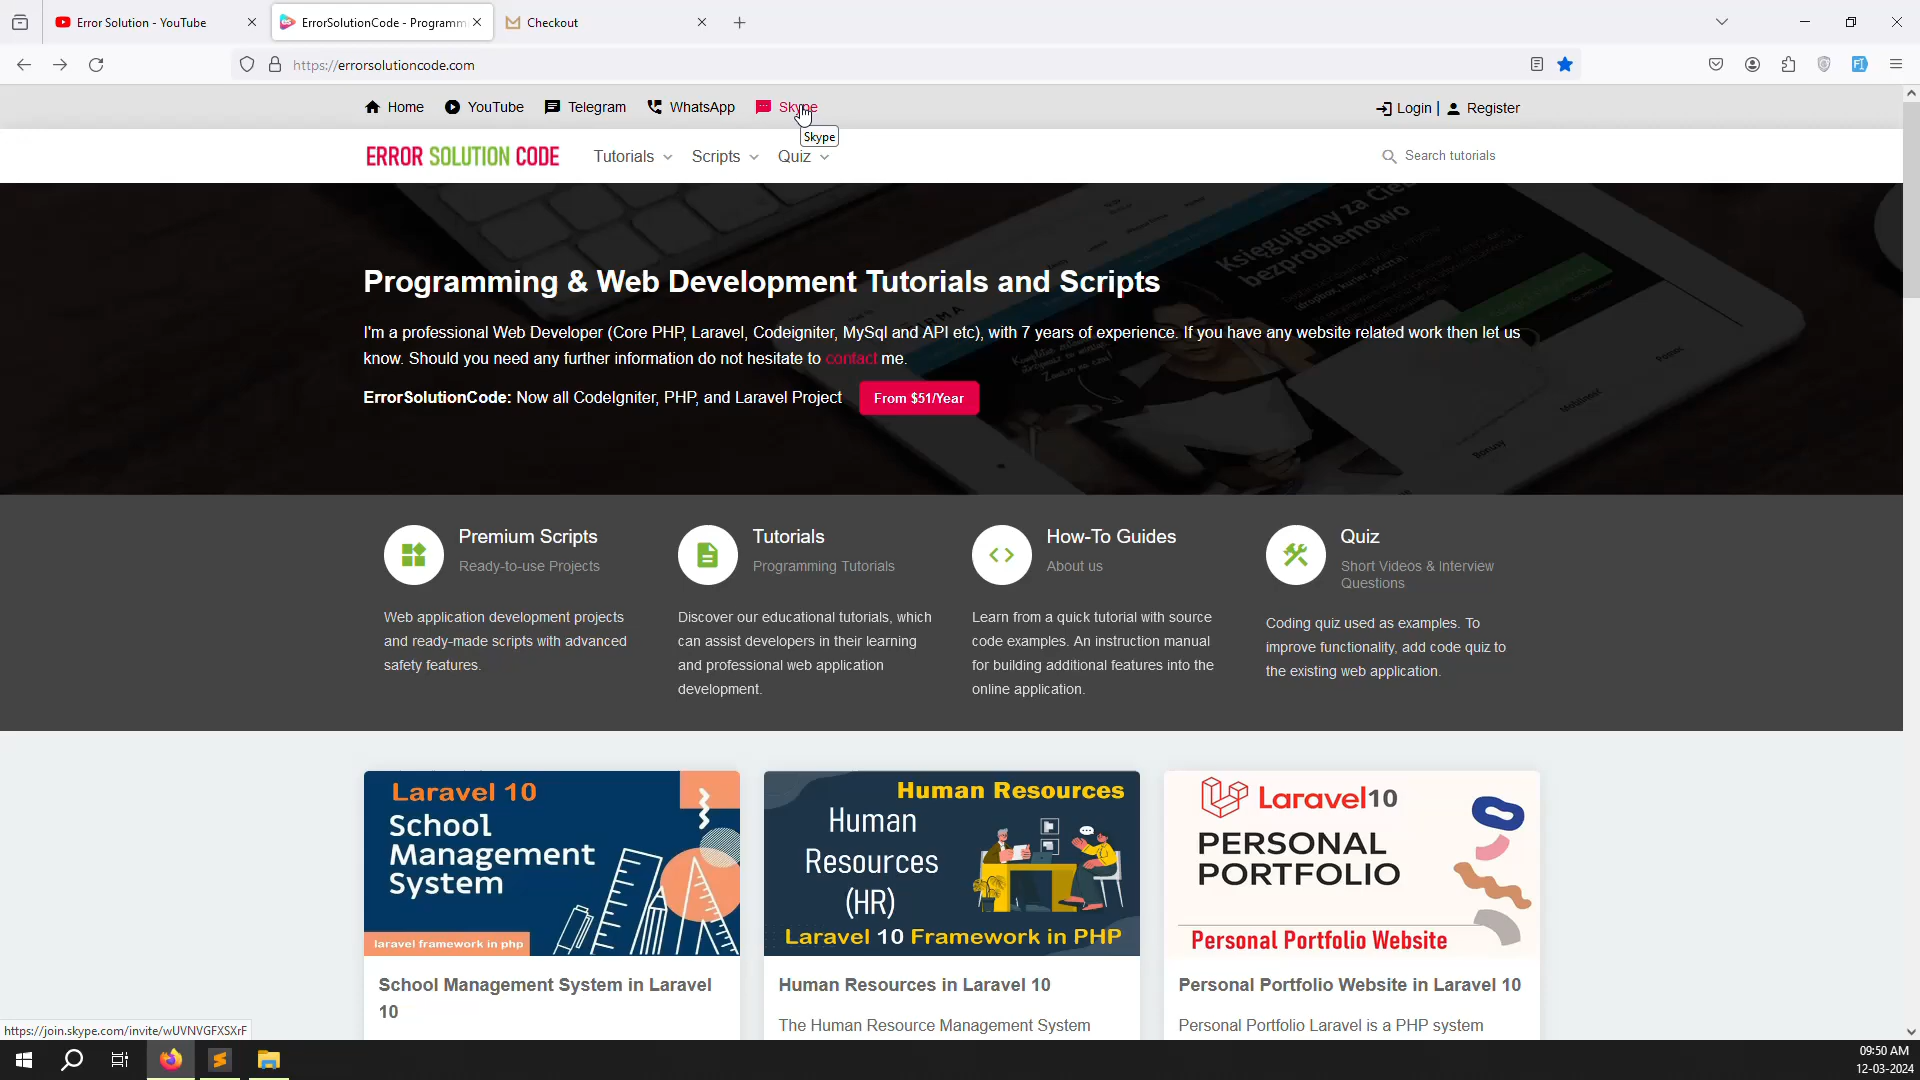 Error Solution - YouTube
ErrorSolutionCode - Programm
Checkout
https://errorsolutioncode.com
Home
YouTube
Telegram
WhatsApp
Skype
Login | Register
Skype
ERROR SOLUTION CODE
Tutorials
Scripts
Quiz
Search tutorials
Księgujemy za Cie
bezproblemowo
Programming & Web Development Tutorials and Scripts
I'm a professional Web Developer (Core PHP, Laravel, Codeigniter, MySql and API etc), with 7 years of experience. If you have any website related work then let us
know. Should you need any further information do not hesitate to contact me.
ErrorSolutionCode: Now all CodeIgniter, PHP, and Laravel Project
From $51/Year
Premium Scripts
Ready-to-use Projects
Web application development projects
and ready-made scripts with advanced
safety features.
Tutorials
Programming Tutorials
Discover our educational tutorials, which
can assist developers in their learning
and professional web application
development.
How-To Guides
About us
Learn from a quick tutorial with source
code examples. An instruction manual
for building additional features into the
online application.
Quiz
Short Videos & Interview
Questions
Coding quiz used as examples. To
improve functionality, add code quiz to
the existing web application.
Laravel 10
School
Management
System
laravel framework in php
School Management System in Laravel
10
Human Resources
Human
Resources
(HR)
Laravel 10 Framework in PHP
Human Resources in Laravel 10
The Human Resource Management System
Laravel10
PERSONAL
PORTFOLIO
Personal Portfolio Website
Personal Portfolio Website in Laravel 10
Personal Portfolio Laravel is a PHP system
https://join.skype.com/invite/wUVNVGFXSXrF
09:50 AM
12-03-2024